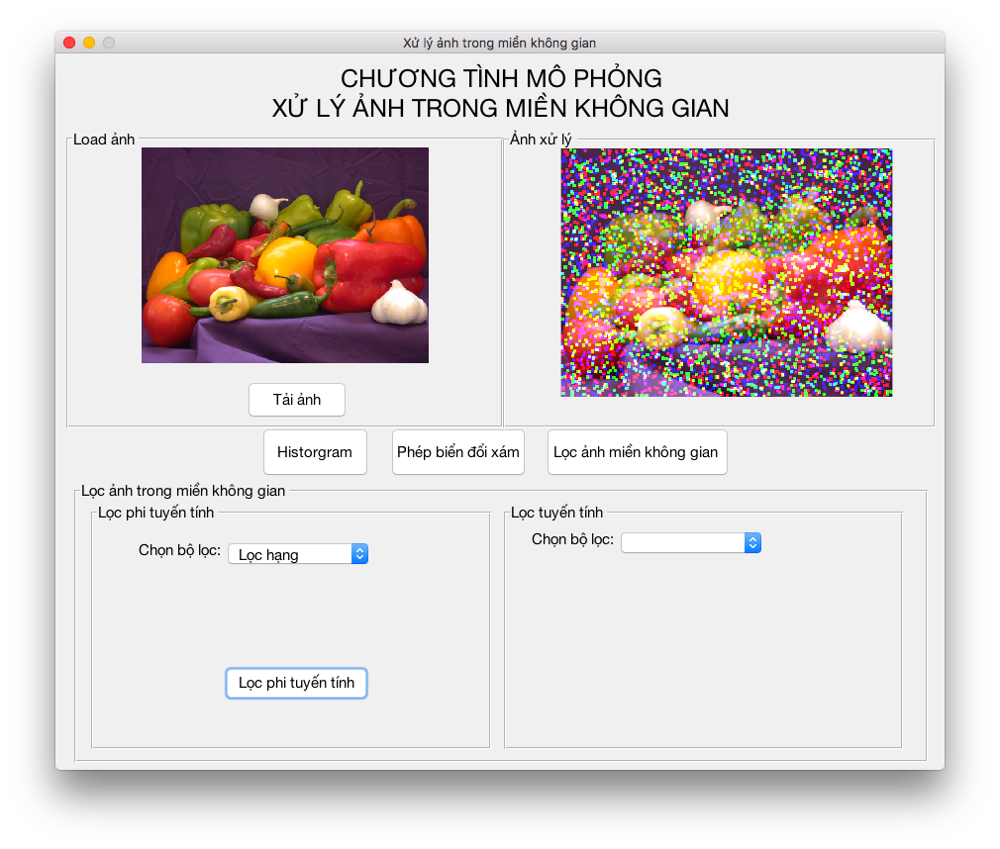 Xử lý ảnh trong miền không gian
CHƯƠNG TÌNH MÔ PHỎNG
XỬ LÝ ẢNH TRONG MIỀN KHÔNG GIAN
Load ảnh
Ảnh xử lý
Tải ảnh
Historgram
Phép biển đổi xám
Lọc ảnh miền không gian
Lọc ảnh trong miền không gian
Lọc phi tuyến tính
Chọn bộ lọc:
Lọc hạng
Lọc phi tuyến tính
Lọc tuyến tính
Chọn bộ lọc: